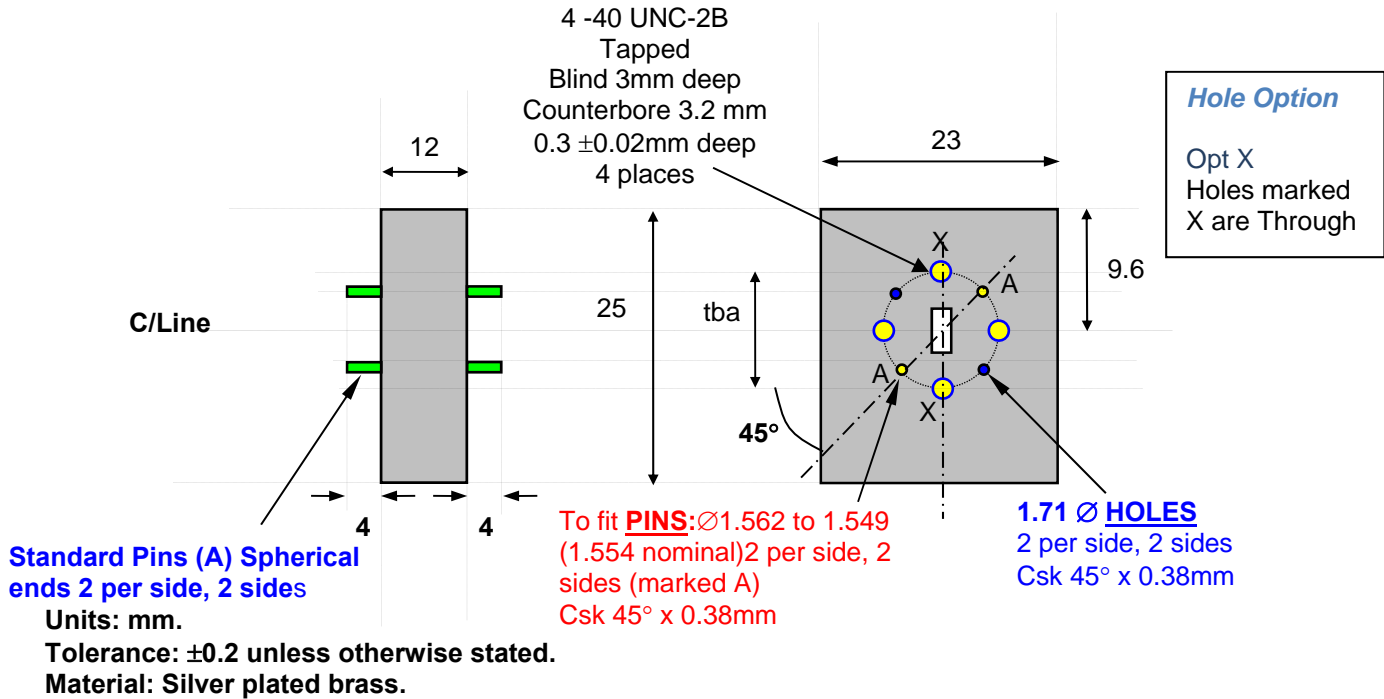 4 -40 UNC-2B
Tapped
Blind 3mm deep
Counterbore 3.2 mm
0.3 ±0.02mm deep
4 places
Hole Option
Opt X
Holes marked
X are Through
12
23
X
A
9.6
25
tba
C/Line
A
X
45°
4
4
To fit PINS:∅1.562 to 1.549
(1.554 nominal)2 per side, 2
sides (marked A)
Csk 45° x 0.38mm
1.71 ∅ HOLES
2 per side, 2 sides
Csk 45° x 0.38mm
Standard Pins (A) Spherical
ends 2 per side, 2 sides
Units: mm.
Tolerance: ±0.2 unless otherwise stated.
Material: Silver plated brass.